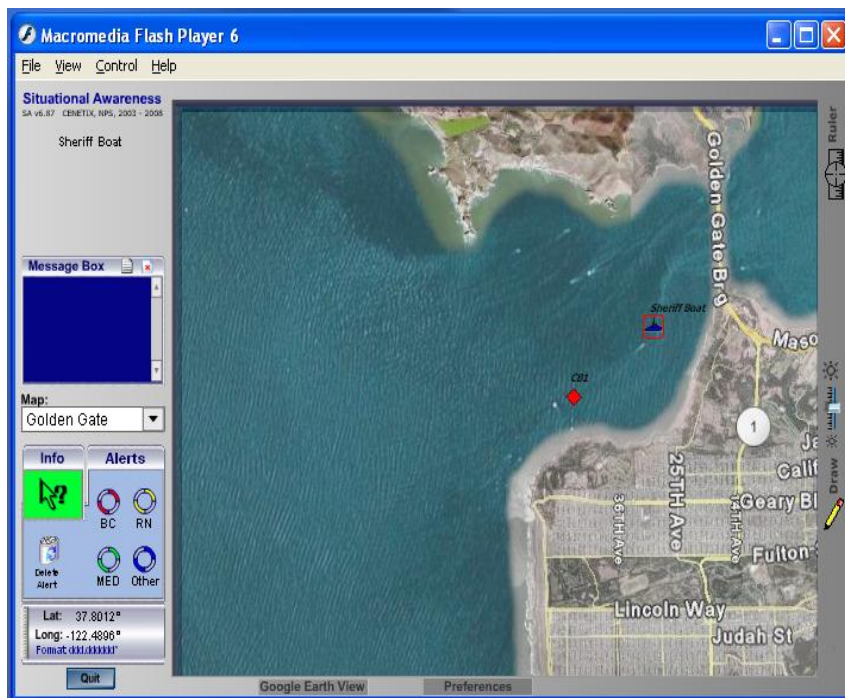 Macromedia Flash Player 6
File View Control Help
Situational Awareness
SA v6.87 CENETIX, NPS, 2003 - 2008
Sheriff Boat
Message Box
Map:
Golden Gate
Info Alerts
BC RN
Delete
Alert
MED Other
Lat: 37.8012°
Long: -122.4896°
Format: ddd.dddddd°
Quit
Golden Gate Brg
Sheriff Boat
Maso
CB1
1
Ja
Calif
25TH Ave
36TH Ave
14TH Ave
Geary Bl
Fulton
Lincoln Way
Judah St
Ruler
Draw
Google Earth View Preferences